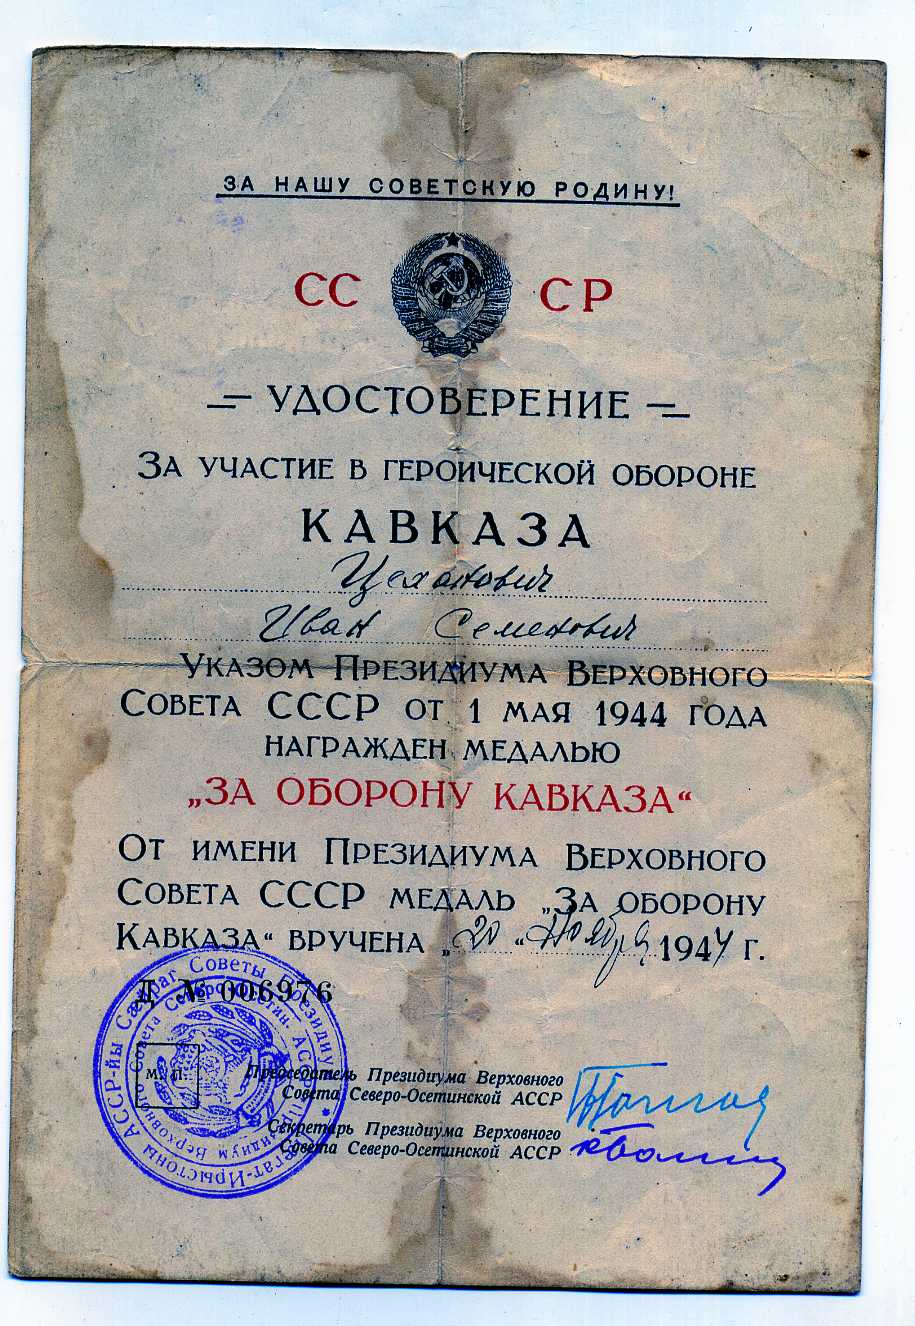 ЗА НАШУ СОВЕТСКУЮ РОДИНУ!
СС СР
УДОСТОВЕРЕНИЕ
ЗА УЧАСТИЕ В ГЕРОИЧЕСКОЙ ОБОРОНЕ
КАВКАЗА
Цеханович
Иван Семенович
УКАЗОМ ПРЕЗИДИУМА ВЕРХОВНОГО
СОВЕТА СССР ОТ 1 МАЯ 1944 ГОДА
НАГРАЖДЕН МЕДАЛЬЮ
„ЗА ОБОРОНУ КАВКАЗА“
ОТ ИМЕНИ ПРЕЗИДИУМА ВЕРХОВНОГО
СОВЕТА СССР МЕДАЛЬ „ЗА ОБОРОНУ
КАВКАЗА“ ВРУЧЕНА „20“ Ноября 1944 г.
Д № 006976
м. п.
Председатель Президиума Верховного
Совета Северо-Осетинской АССР
Секретарь Президиума Верховного
Совета Северо-Осетинской АССР